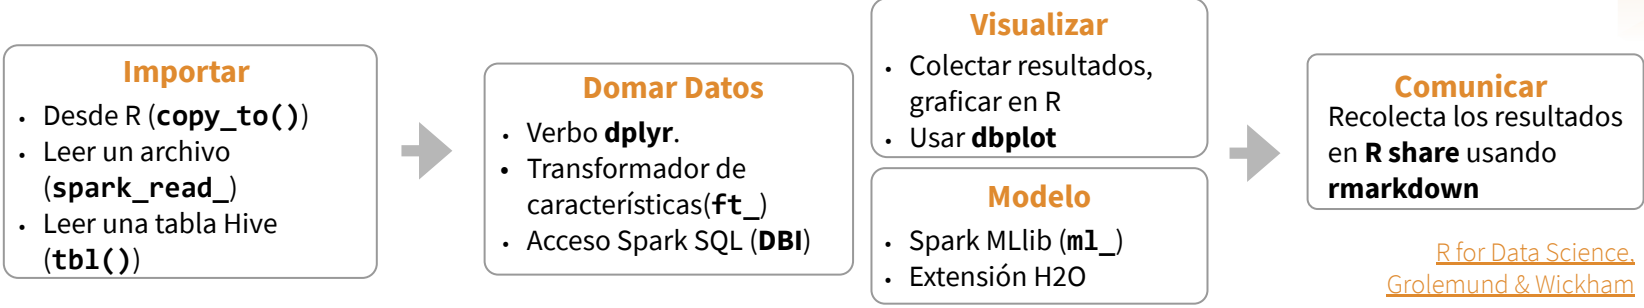 Importar
• Desde R (copy_to())
• Leer un archivo
(spark_read_)
• Leer una tabla Hive
(tbl())
Domar Datos
• Verbo dplyr.
• Transformador de
características(ft_)
• Acceso Spark SQL (DBI)
Visualizar
• Colectar resultados,
graficar en R
• Usar dbplot
Modelo
• Spark MLlib (ml_)
• Extensión H2O
Comunicar
Recolecta los resultados
en R share usando
rmarkdown
R for Data Science,
Grolemund & Wickham